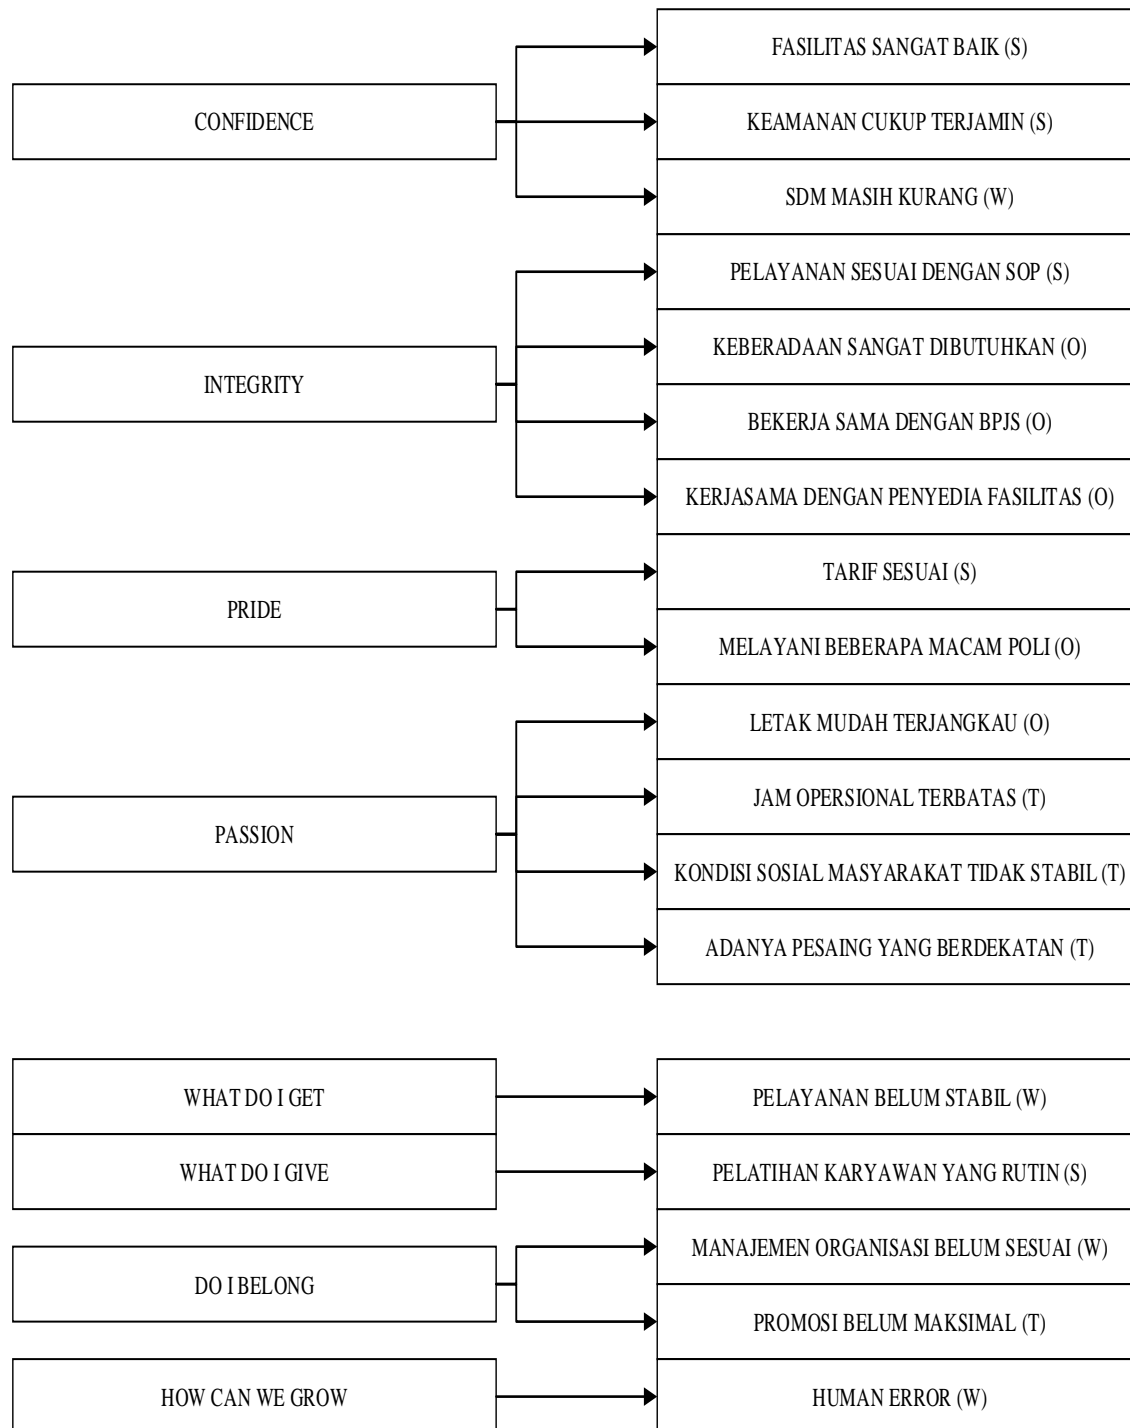 FASILITAS SANGAT BAIK (S)
CONFIDENCE
KEAMANAN CUKUP TERJAMIN (S)
SDM MASIH KURANG (W)
PELAYANAN SESUAI DENGAN SOP (S)
KEBERADAAN SANGAT DIBUTUHKAN (O)
INTEGRITY
BEKERJA SAMA DENGAN BPJS (O)
KERJASAMA DENGAN PENYEDIA FASILITAS (O)
TARIF SESUAI (S)
PRIDE
MELAYANI BEBERAPA MACAM POLI (O)
LETAK MUDAH TERJANGKAU (O)
JAM OPERSIONAL TERBATAS (T)
PASSION
KONDISI SOSIAL MASYARAKAT TIDAK STABIL (T)
ADANYA PESAING YANG BERDEKATAN (T)
WHAT DO I GET
PELAYANAN BELUM STABIL (W)
WHAT DO I GIVE
PELATIHAN KARYAWAN YANG RUTIN (S)
MANAJEMEN ORGANISASI BELUM SESUAI (W)
DO I BELONG
PROMOSI BELUM MAKSIMAL (T)
HOW CAN WE GROW
HUMAN ERROR (W)